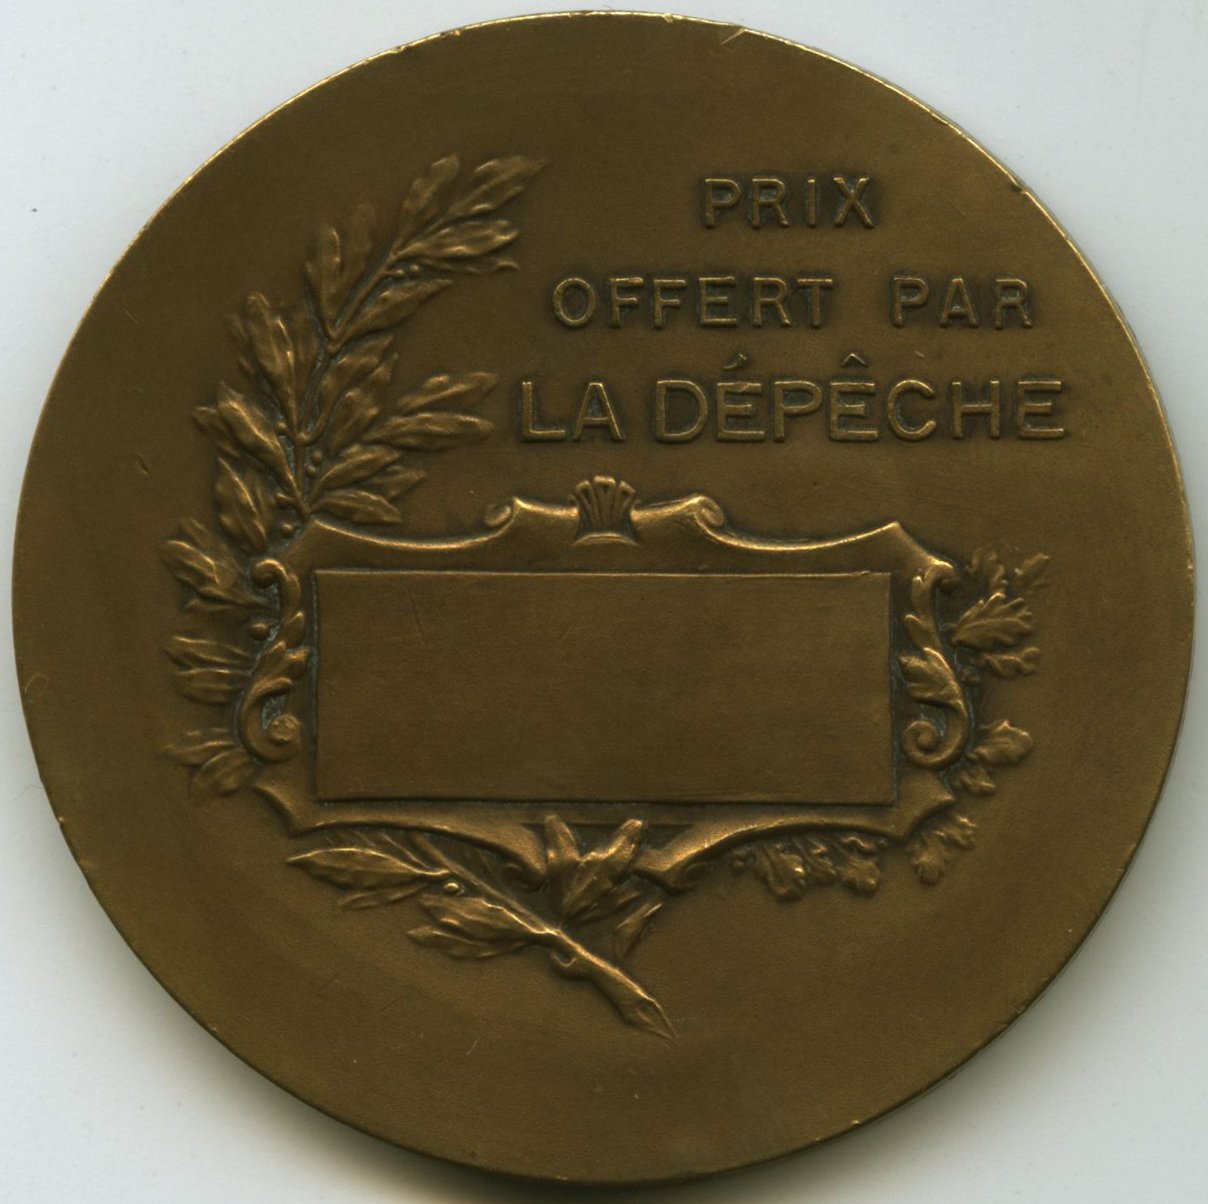 PRIX
OFFERT PAR
LA DÉPÊCHE